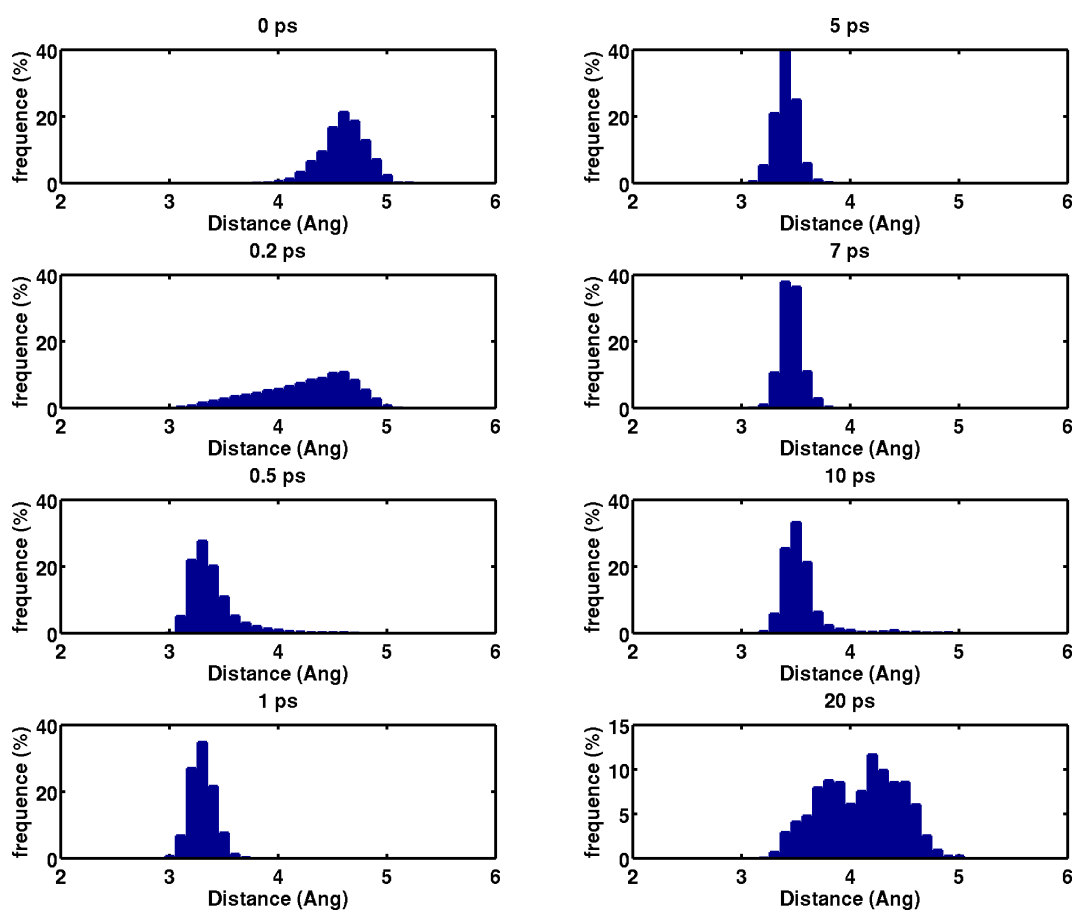 0 ps
40
20
0
frequence (%)
2 3 4 5 6
Distance (Ang)
0.2 ps
40
20
0
frequence (%)
2 3 4 5 6
Distance (Ang)
0.5 ps
40
20
0
frequence (%)
2 3 4 5 6
Distance (Ang)
1 ps
40
20
0
frequence (%)
2 3 4 5 6
Distance (Ang)
5 ps
40
20
0
frequence (%)
2 3 4 5 6
Distance (Ang)
7 ps
40
20
0
frequence (%)
2 3 4 5 6
Distance (Ang)
10 ps
40
20
0
frequence (%)
2 3 4 5 6
Distance (Ang)
20 ps
15
10
5
0
frequence (%)
2 3 4 5 6
Distance (Ang)